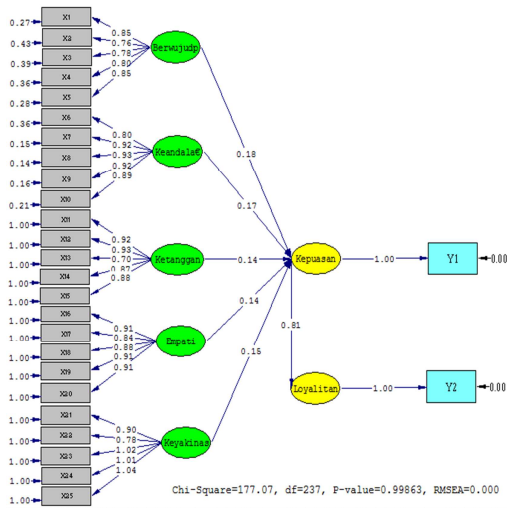 0.27 X1
0.43 X2
0.39 X3
0.36 X4
0.28 X5
0.36 X6
0.15 X7
0.14 X8
0.16 X9
0.21 X10
1.00 X11
1.00 X12
1.00 X13
1.00 X14
1.00 X15
1.00 X16
1.00 X17
1.00 X18
1.00 X19
1.00 X20
1.00 X21
1.00 X22
1.00 X23
1.00 X24
1.00 X25
0.85
0.76
0.78
0.80
0.85
Berwujudp
0.80
0.92
0.93
0.92
0.89
Keandala€
0.92
0.93
0.70
0.87
0.88
Ketanggan
0.91
0.84
0.88
0.91
0.91
Empati
0.90
0.78
1.02
1.01
1.04
Keyakinas
0.18
0.17
0.14
0.14
0.15
Kepuasan
1.00
Y1
0.00
0.81
Loyalitan
1.00
Y2
0.00
Chi-Square=177.07, df=237, P-value=0.99863, RMSEA=0.000